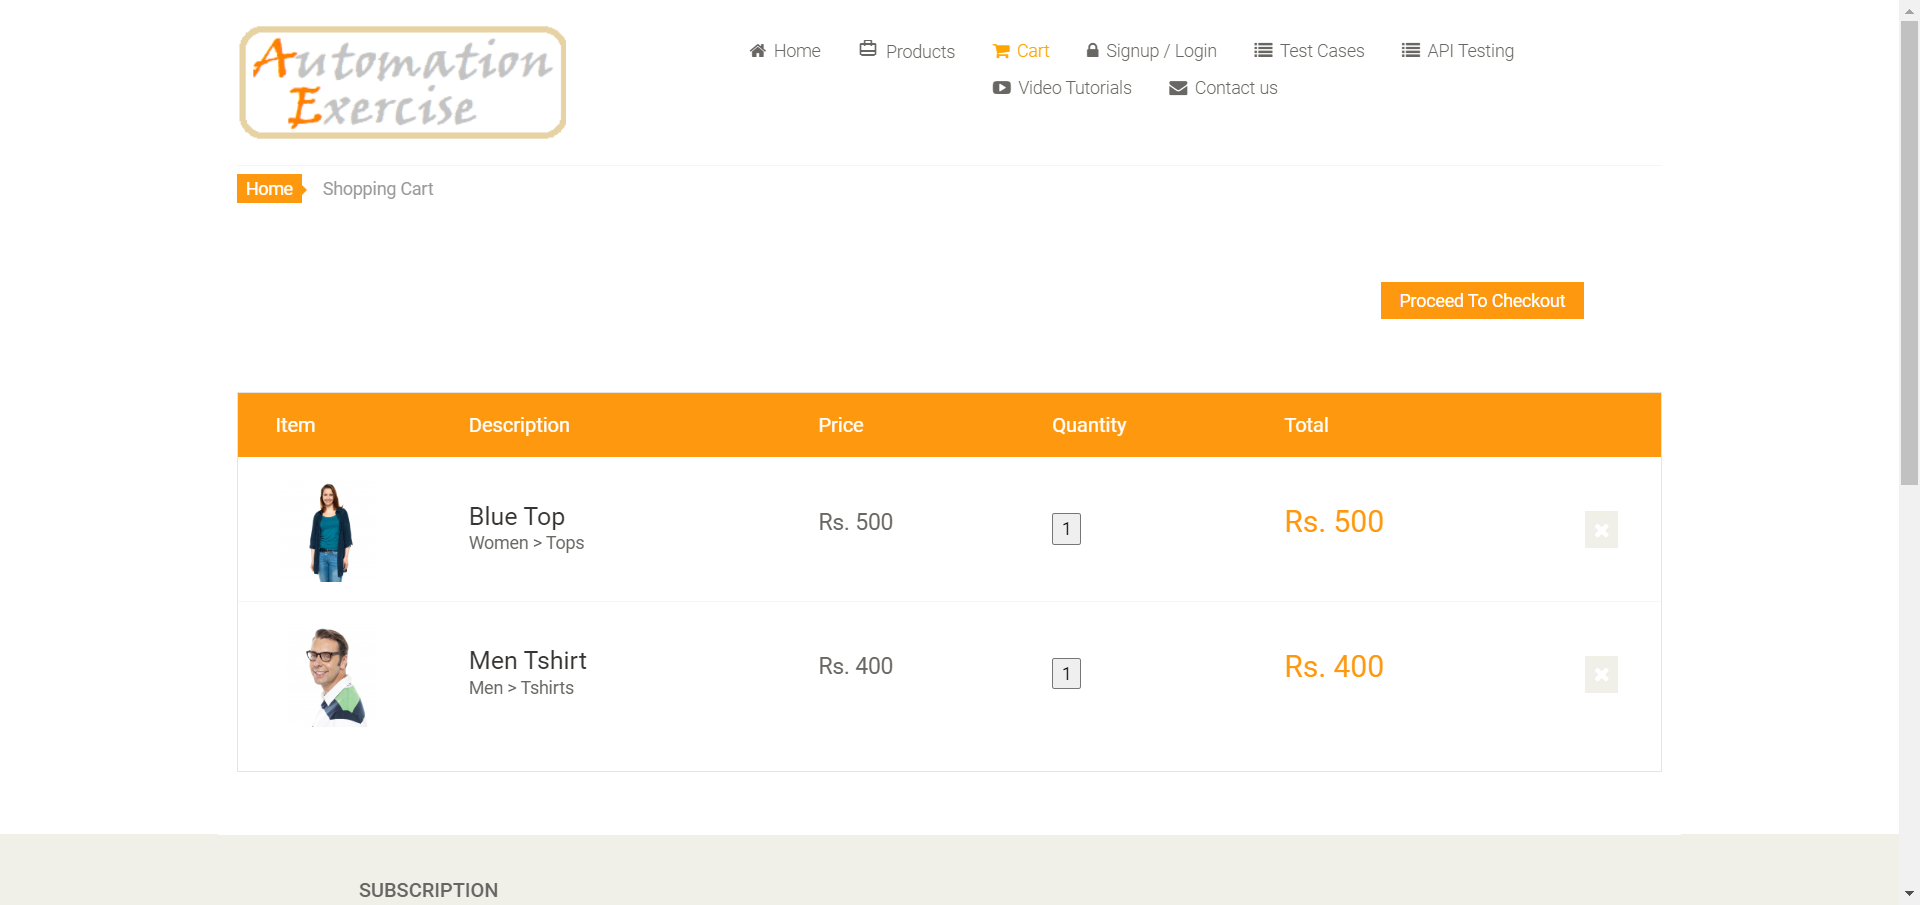 Automation
Exercise
Home Products Cart Signup / Login Test Cases API Testing
Video Tutorials Contact us
Home Shopping Cart
Proceed To Checkout
Item Description Price Quantity Total
Blue Top Rs. 500 1 Rs. 500
Women > Tops
Men Tshirt Rs. 400 1 Rs. 400
Men > Tshirts
SUBSCRIPTION